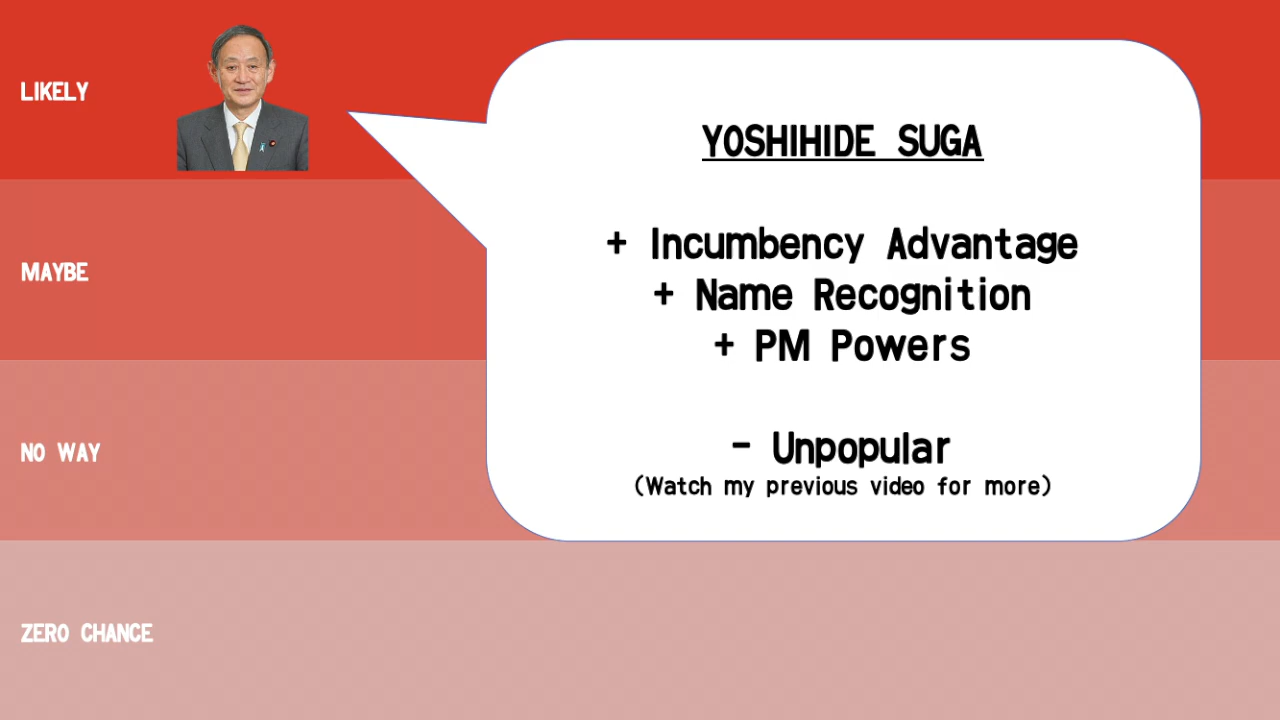 LIKELY
YOSHIHIDE SUGA
+ Incumbency Advantage
+ Name Recognition
+ PM Powers
MAYBE
- Unpopular
(Watch my previous video for more)
NO WAY
ZERO CHANCE